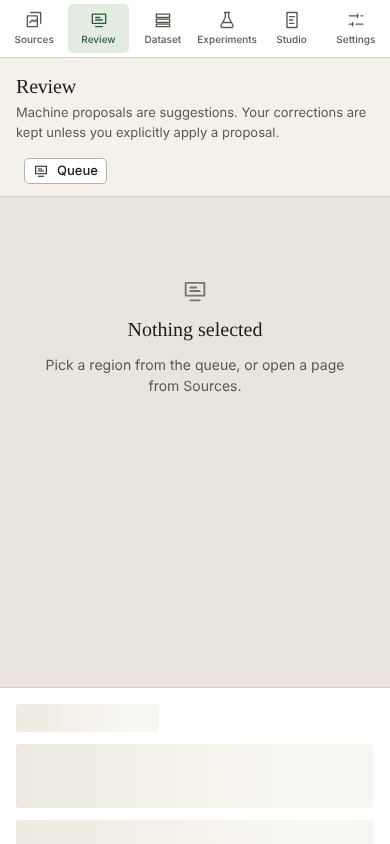 Sources
Review
Dataset
Experiments
Studio
Settings
Review
Machine proposals are suggestions. Your corrections are
kept unless you explicitly apply a proposal.
Queue
Nothing selected
Pick a region from the queue, or open a page
from Sources.